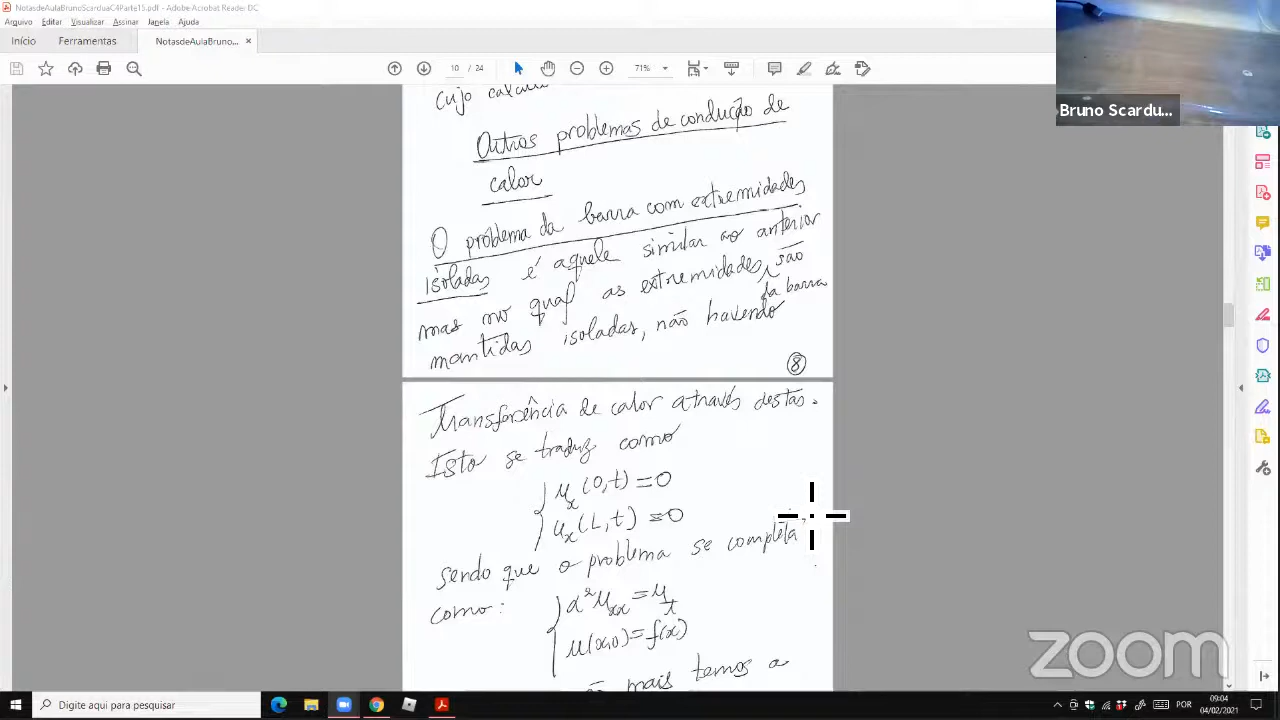 NotasdeAulaBrunoScarduaC4Parte15.pdf - Adobe Acrobat Reader DC
Arquivo Editar Visualizar Assinar Janela Ajuda
Início Ferramentas NotasdeAulaBruno... ×
10 / 24 71%
Bruno Scardu...
cujo
Outros problemas de condução de
calor
O problema da barra com extremidades
isoladas é aquele similar ao anterior
mas no qual as extremidades da barra são
mantidas isoladas, não havendo
8
Transferência de calor através destas.
Isto se traduz como
u_x(0,t)=0
u_x(L,t)=0
sendo que o problema se completa
como:
α²u_xx=u_t
u(x,0)=f(x)
mais temos a
zoom
Digite aqui para pesquisar
POR
09:04
04/02/2021